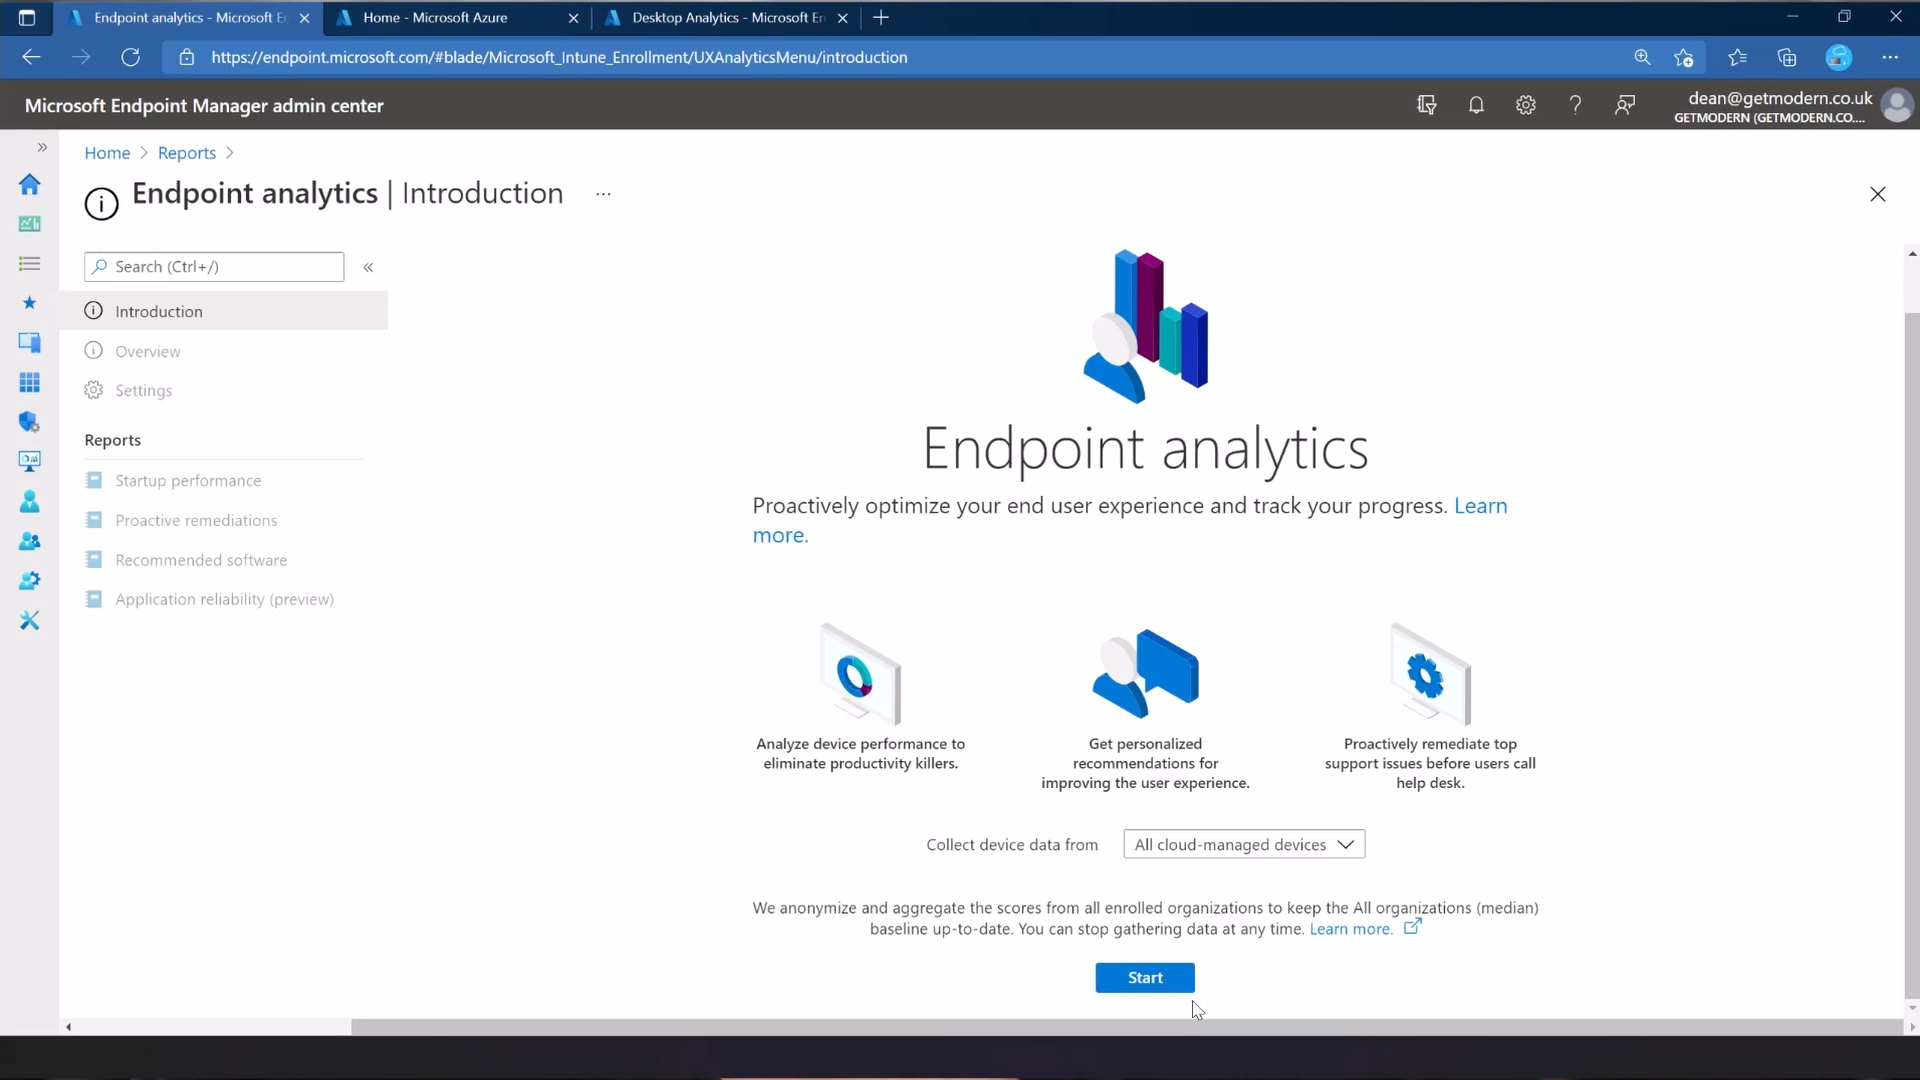 Endpoint analytics - Microsoft En
Home - Microsoft Azure
Desktop Analytics - Microsoft En
https://endpoint.microsoft.com/#blade/Microsoft_Intune_Enrollment/UXAnalyticsMenu/introduction
Microsoft Endpoint Manager admin center
dean@getmodern.co.uk
GETMODERN (GETMODERN.CO....
Home
Reports
Endpoint analytics | Introduction
...
Search (Ctrl+/)
Introduction
Overview
Settings
Reports
Startup performance
Proactive remediations
Recommended software
Application reliability (preview)
Endpoint analytics
Proactively optimize your end user experience and track your progress. Learn
more.
Analyze device performance to
eliminate productivity killers.
Get personalized
recommendations for
improving the user experience.
Proactively remediate top
support issues before users call
help desk.
Collect device data from
All cloud-managed devices
We anonymize and aggregate the scores from all enrolled organizations to keep the All organizations (median)
baseline up-to-date. You can stop gathering data at any time. Learn more.
Start